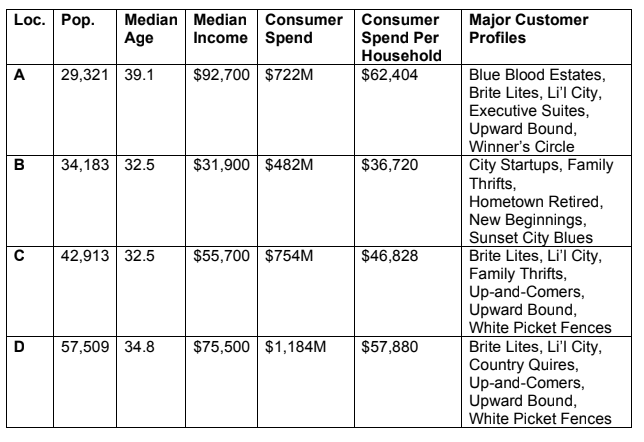 Loc. Pop. Median Age Median Income Consumer Spend Consumer Spend Per Household Major Customer Profiles
A 29,321 39.1 $92,700 $722M $62,404 Blue Blood Estates,
Brite Lites, Li'l City,
Executive Suites,
Upward Bound,
Winner's Circle
B 34,183 32.5 $31,900 $482M $36,720 City Startups, Family
Thrifts,
Hometown Retired,
New Beginnings,
Sunset City Blues
C 42,913 32.5 $55,700 $754M $46,828 Brite Lites, Li'l City,
Family Thrifts,
Up-and-Comers,
Upward Bound,
White Picket Fences
D 57,509 34.8 $75,500 $1,184M $57,880 Brite Lites, Li'l City,
Country Quires,
Up-and-Comers,
Upward Bound,
White Picket Fences